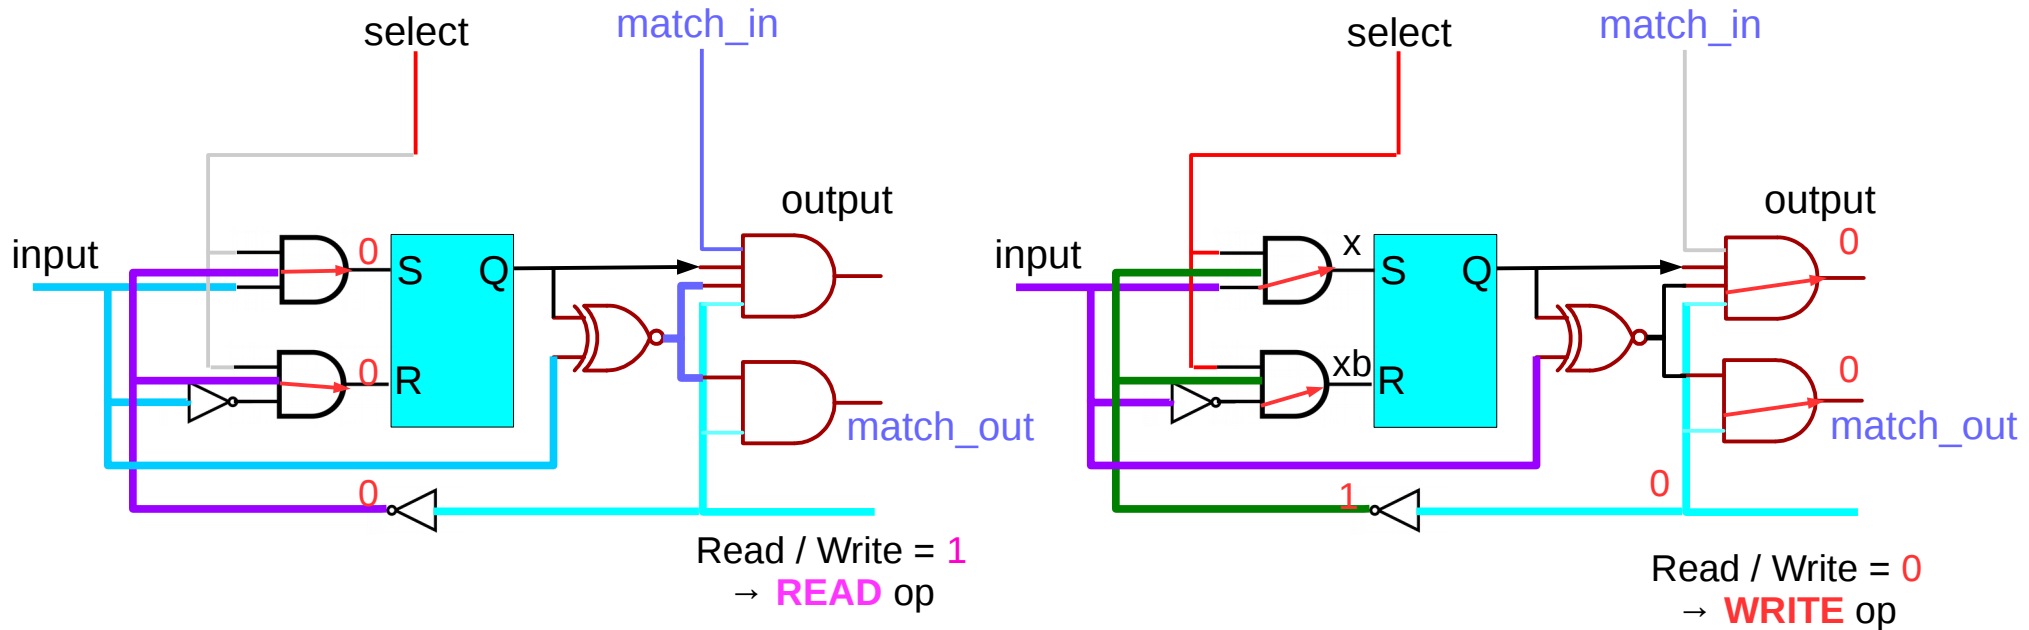 select
match_in
output
input
0
S
Q
0
R
match_out
0
Read / Write = 1
→ READ op
select
match_in
output
input
x
0
S
Q
xb
R
0
match_out
1
0
Read / Write = 0
→ WRITE op